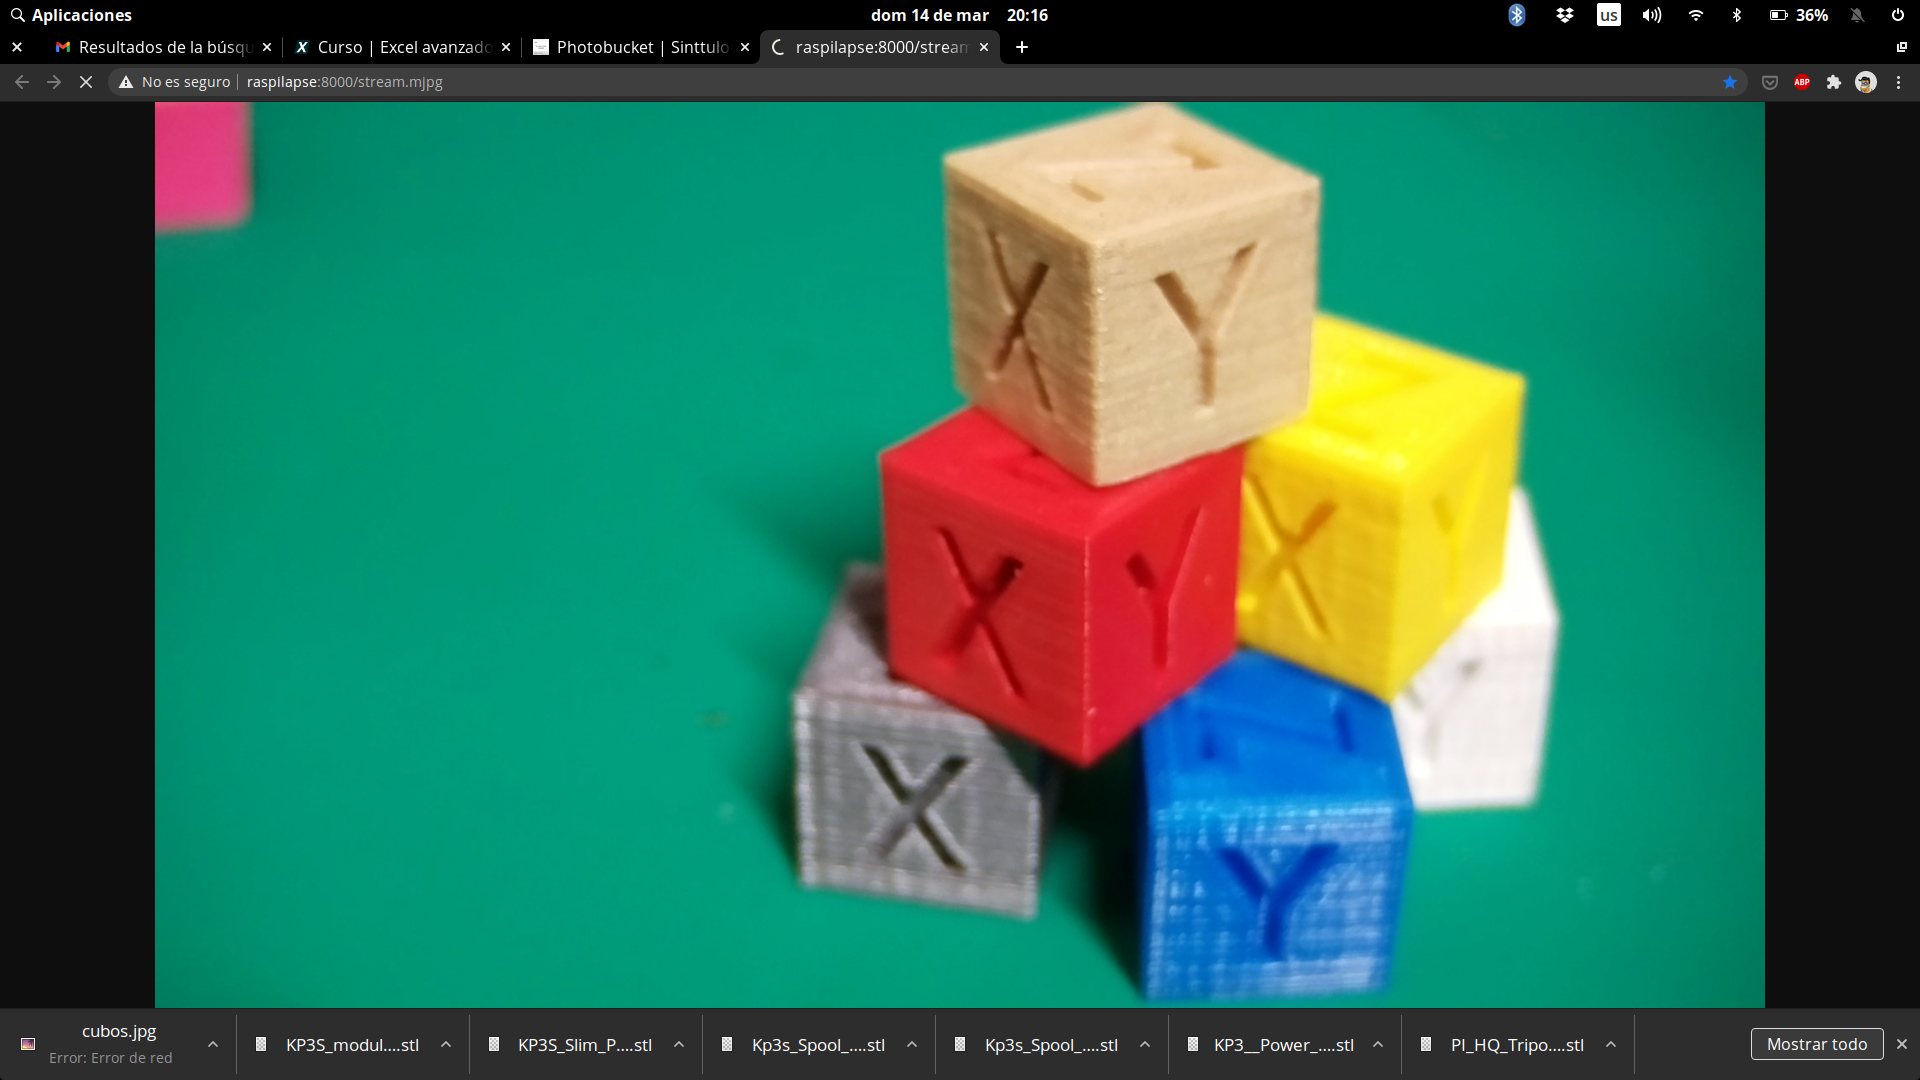 Aplicaciones
dom 14 de mar 20:16
us
36%
Resultados de la búsqu
Curso | Excel avanzado
Photobucket | Sinttulo
raspilapse:8000/stream
No es seguro
raspilapse:8000/stream.mjpg
ABP
Z
X Y
X Y
X Y
X
Z
Y
Y
cubos.jpg
Error: Error de red
KP3S_modul....stl
KP3S_Slim_P....stl
Kp3s_Spool_....stl
Kp3s_Spool_....stl
KP3__Power_....stl
PI_HQ_Tripo....stl
Mostrar todo